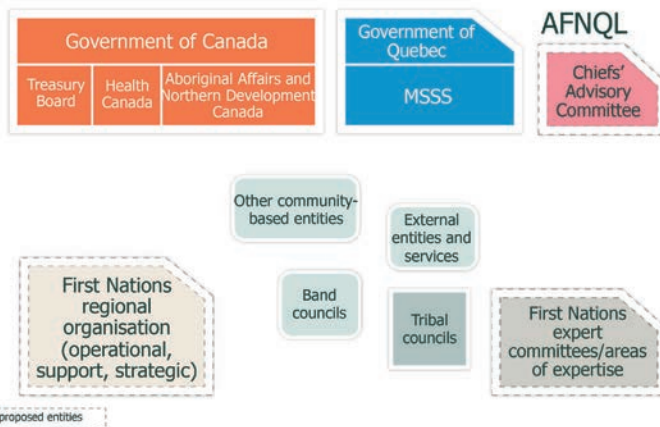 Government of Canada
Treasury
Board
Health
Canada
Aboriginal Affairs and
Northern Development
Canada
Government of
Quebec
MSSS
AFNQL
Chiefs'
Advisory
Committee
Other community-
based entities
External
entities and
services
First Nations
regional
organisation
(operational,
support, strategic)
Band
councils
Tribal
councils
First Nations
expert
committees/areas
of expertise
proposed entities